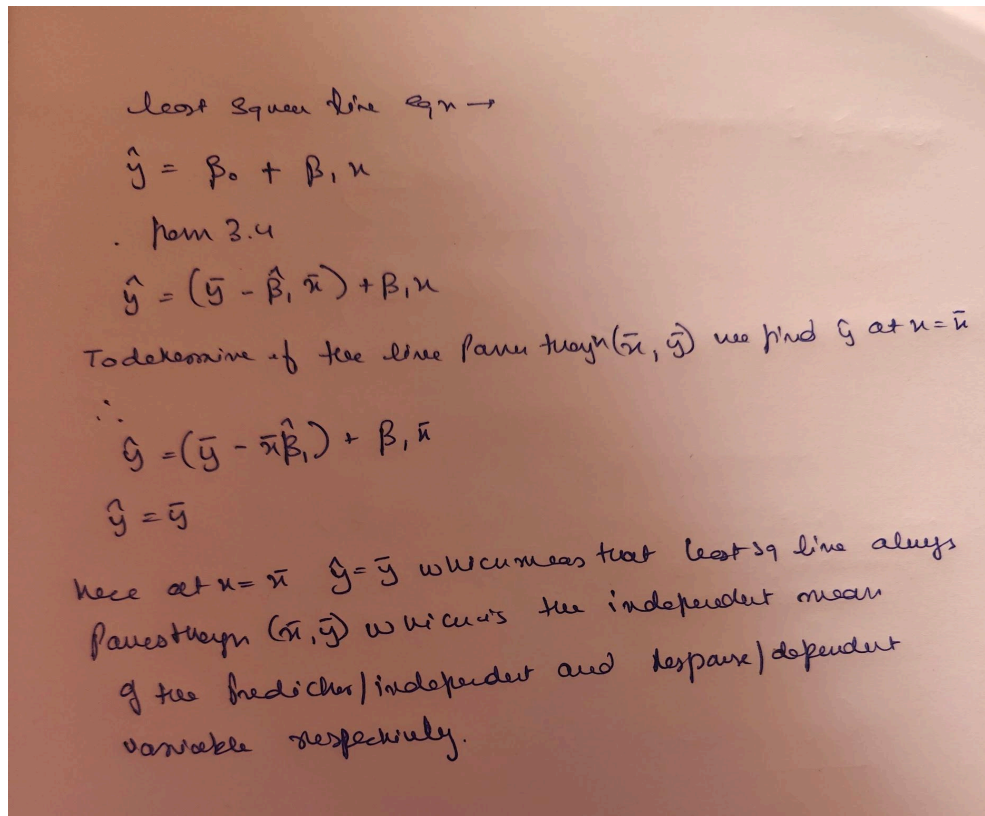 least square line eqn →
ŷ = β₀ + β₁x
. from 3.4
ŷ = (ȳ - β̂₁ x̄) + β₁x
To determine if the line passes through (x̄, ȳ) we find ŷ at x = x̄
∴
ŷ = (ȳ - x̄β̂₁) + β₁x̄
ŷ = ȳ
here at x = x̄ ŷ = ȳ which means that least sq line always
passes through (x̄, ȳ) which is the independent mean
of the predictor/independent and response/dependent
variable respectively.